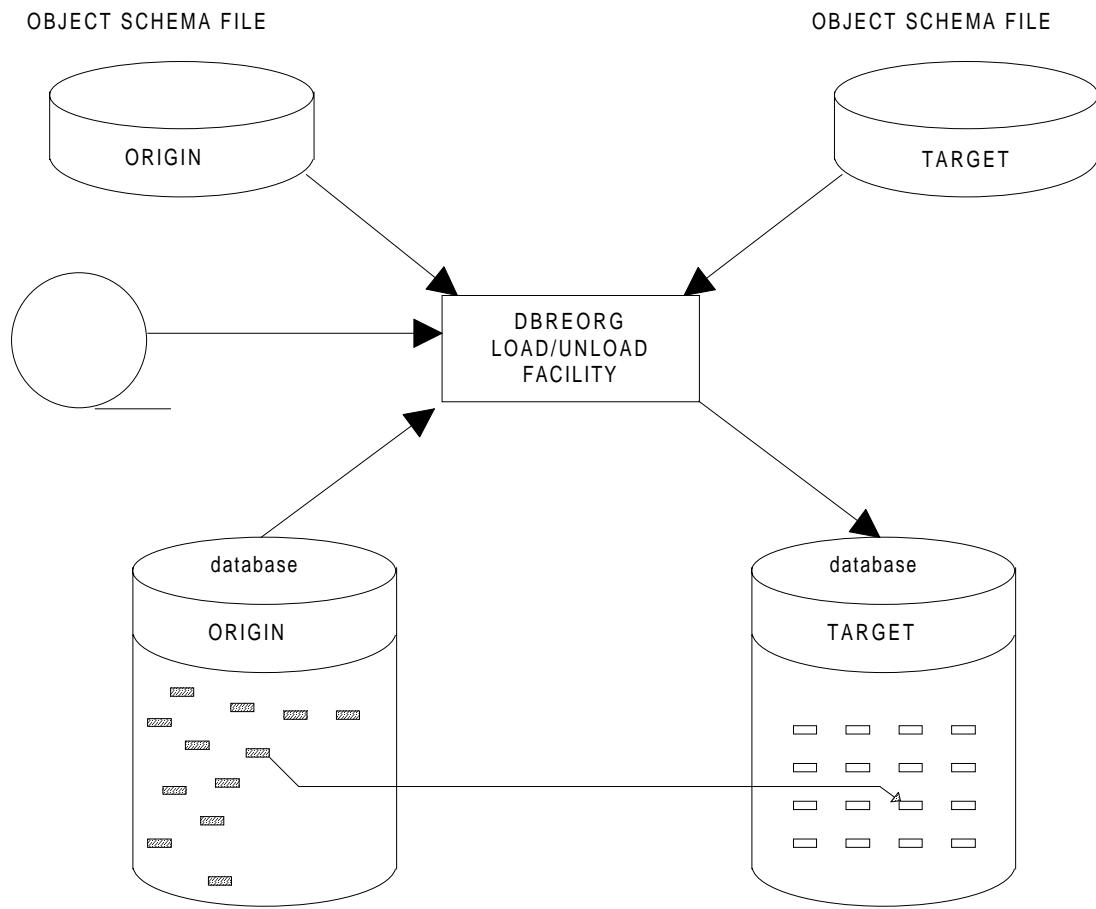 OBJECT SCHEMA FILE
OBJECT SCHEMA FILE
ORIGIN
TARGET
DBREORG
LOAD/UNLOAD
FACILITY
database
database
ORIGIN
TARGET